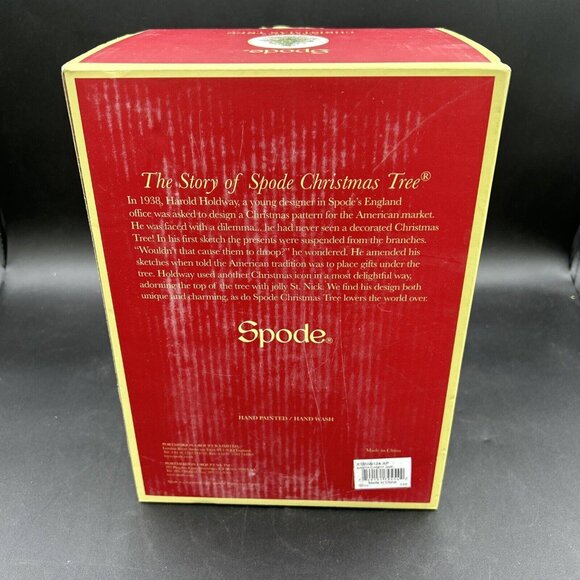 CHRISTMAS TREE
Spode
The Story of Spode Christmas Tree®
In 1938, Harold Holdway, a young designer in Spode's England
office was asked to design a Christmas pattern for the American market.
He was faced with a dilemma... he had never seen a decorated Christmas
Tree! In his first sketch the presents were suspended from the branches.
"Wouldn't that cause them to droop?" he wondered. He amended his
sketches when told the American tradition was to place gifts under the
tree. Holdway used another Christmas icon in a most delightful way,
adorning the top of the tree with jolly St. Nick. We find his design both
unique and charming, as do Spode Christmas Tree lovers the world over.
Spode®
HAND PAINTED / HAND WASH
Made in China
Made in China